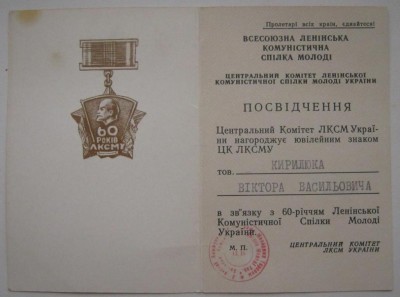 60
РОКІВ
ЛКСМУ
Пролетарі всіх країн, єднайтеся!
ВСЕСОЮЗНА ЛЕНІНСЬКА
КОМУНІСТИЧНА
СПІЛКА МОЛОДІ
ЦЕНТРАЛЬНИЙ КОМІТЕТ ЛЕНІНСЬКОЇ
КОМУНІСТИЧНОЇ СПІЛКИ МОЛОДІ УКРАЇНИ
ПОСВІДЧЕННЯ
Центральний Комітет ЛКСМ Украї-
ни нагороджує ювілейним знаком
ЦК ЛКСМУ
КИРИЛЮКА
ТОВ.
ВІКТОРА ВАСИЛЬОВИЧА
в зв'язку з 60-річчям Ленінської
Комуністичної Спілки Молоді
України.
М. П.
ЦЕНТРАЛЬНИЙ КОМІТЕТ
ЛКСМ УКРАЇНИ